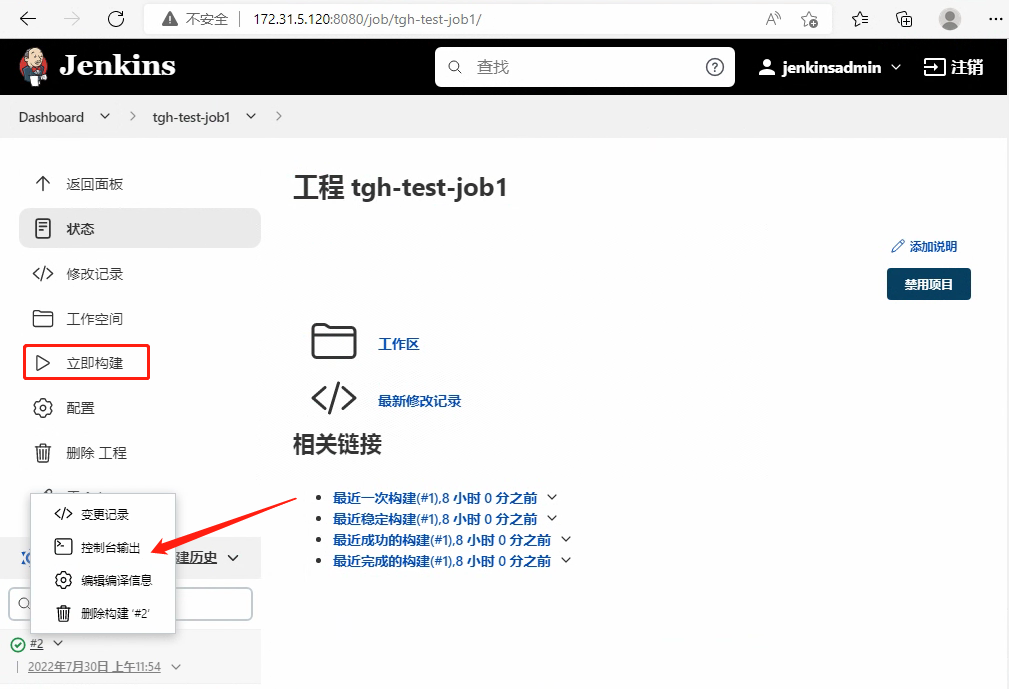 不安全 172.31.5.120:8080/job/tgh-test-job1/
Jenkins
查找
jenkinsadmin
注销
Dashboard
tgh-test-job1
返回面板
状态
修改记录
工作空间
立即构建
配置
删除 工程
变更记录
控制台输出
编辑编译信息
删除构建 ‘#2’
建历史
#2
2022年7月30日 上午11:54
工程 tgh-test-job1
添加说明
禁用项目
工作区
最新修改记录
相关链接
最近一次构建(#1),8 小时 0 分之前
最近稳定构建(#1),8 小时 0 分之前
最近成功的构建(#1),8 小时 0 分之前
最近完成的构建(#1),8 小时 0 分之前